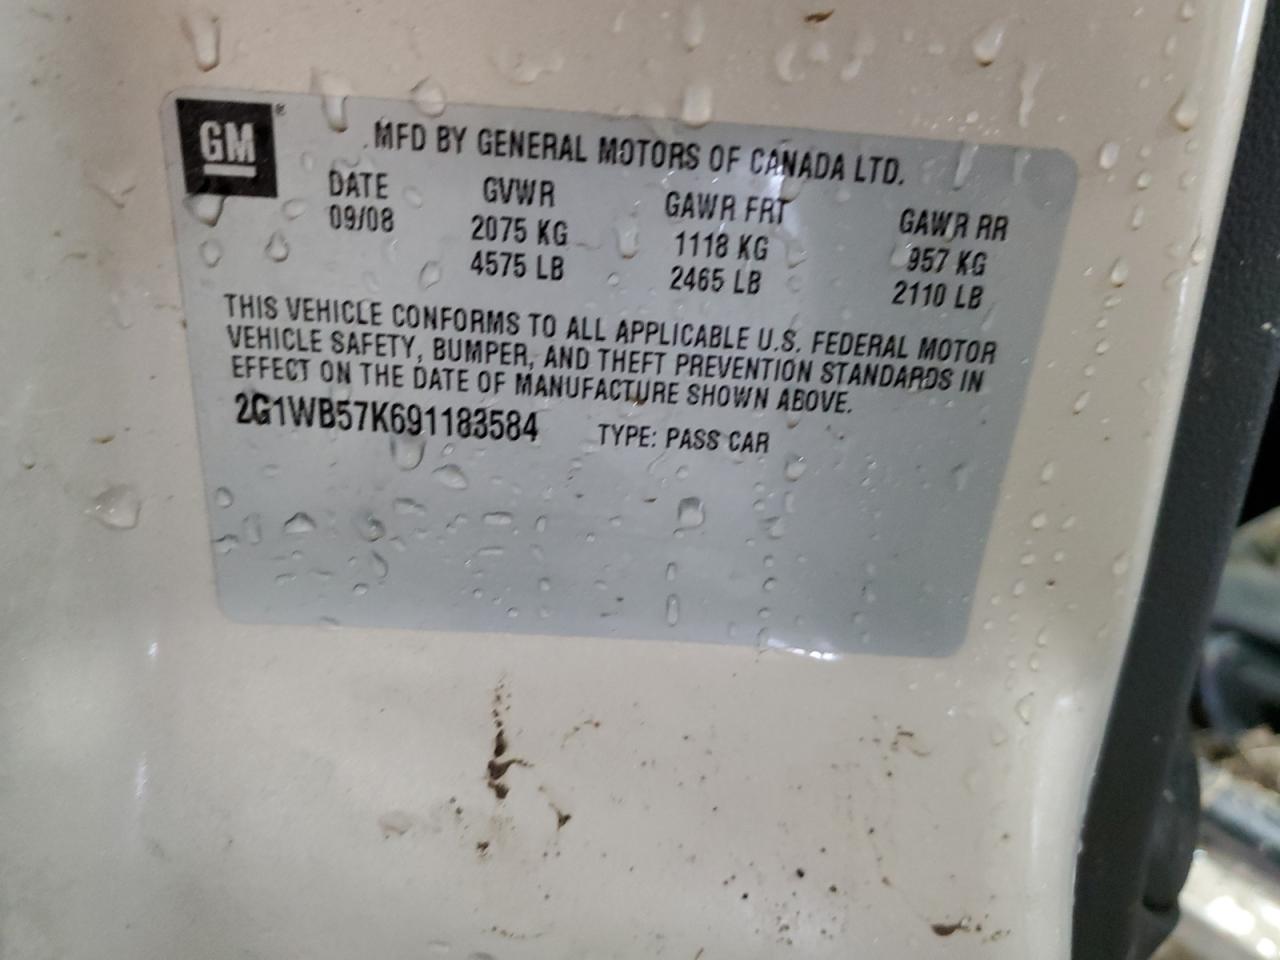 GM ®
MFD BY GENERAL MOTORS OF CANADA LTD.
DATE GVWR GAWR FRT GAWR RR
09/08 2075 KG 1118 KG 957 KG
4575 LB 2465 LB 2110 LB
THIS VEHICLE CONFORMS TO ALL APPLICABLE U.S. FEDERAL MOTOR
VEHICLE SAFETY, BUMPER, AND THEFT PREVENTION STANDARDS IN
EFFECT ON THE DATE OF MANUFACTURE SHOWN ABOVE.
2G1WB57K691183584 TYPE: PASS CAR